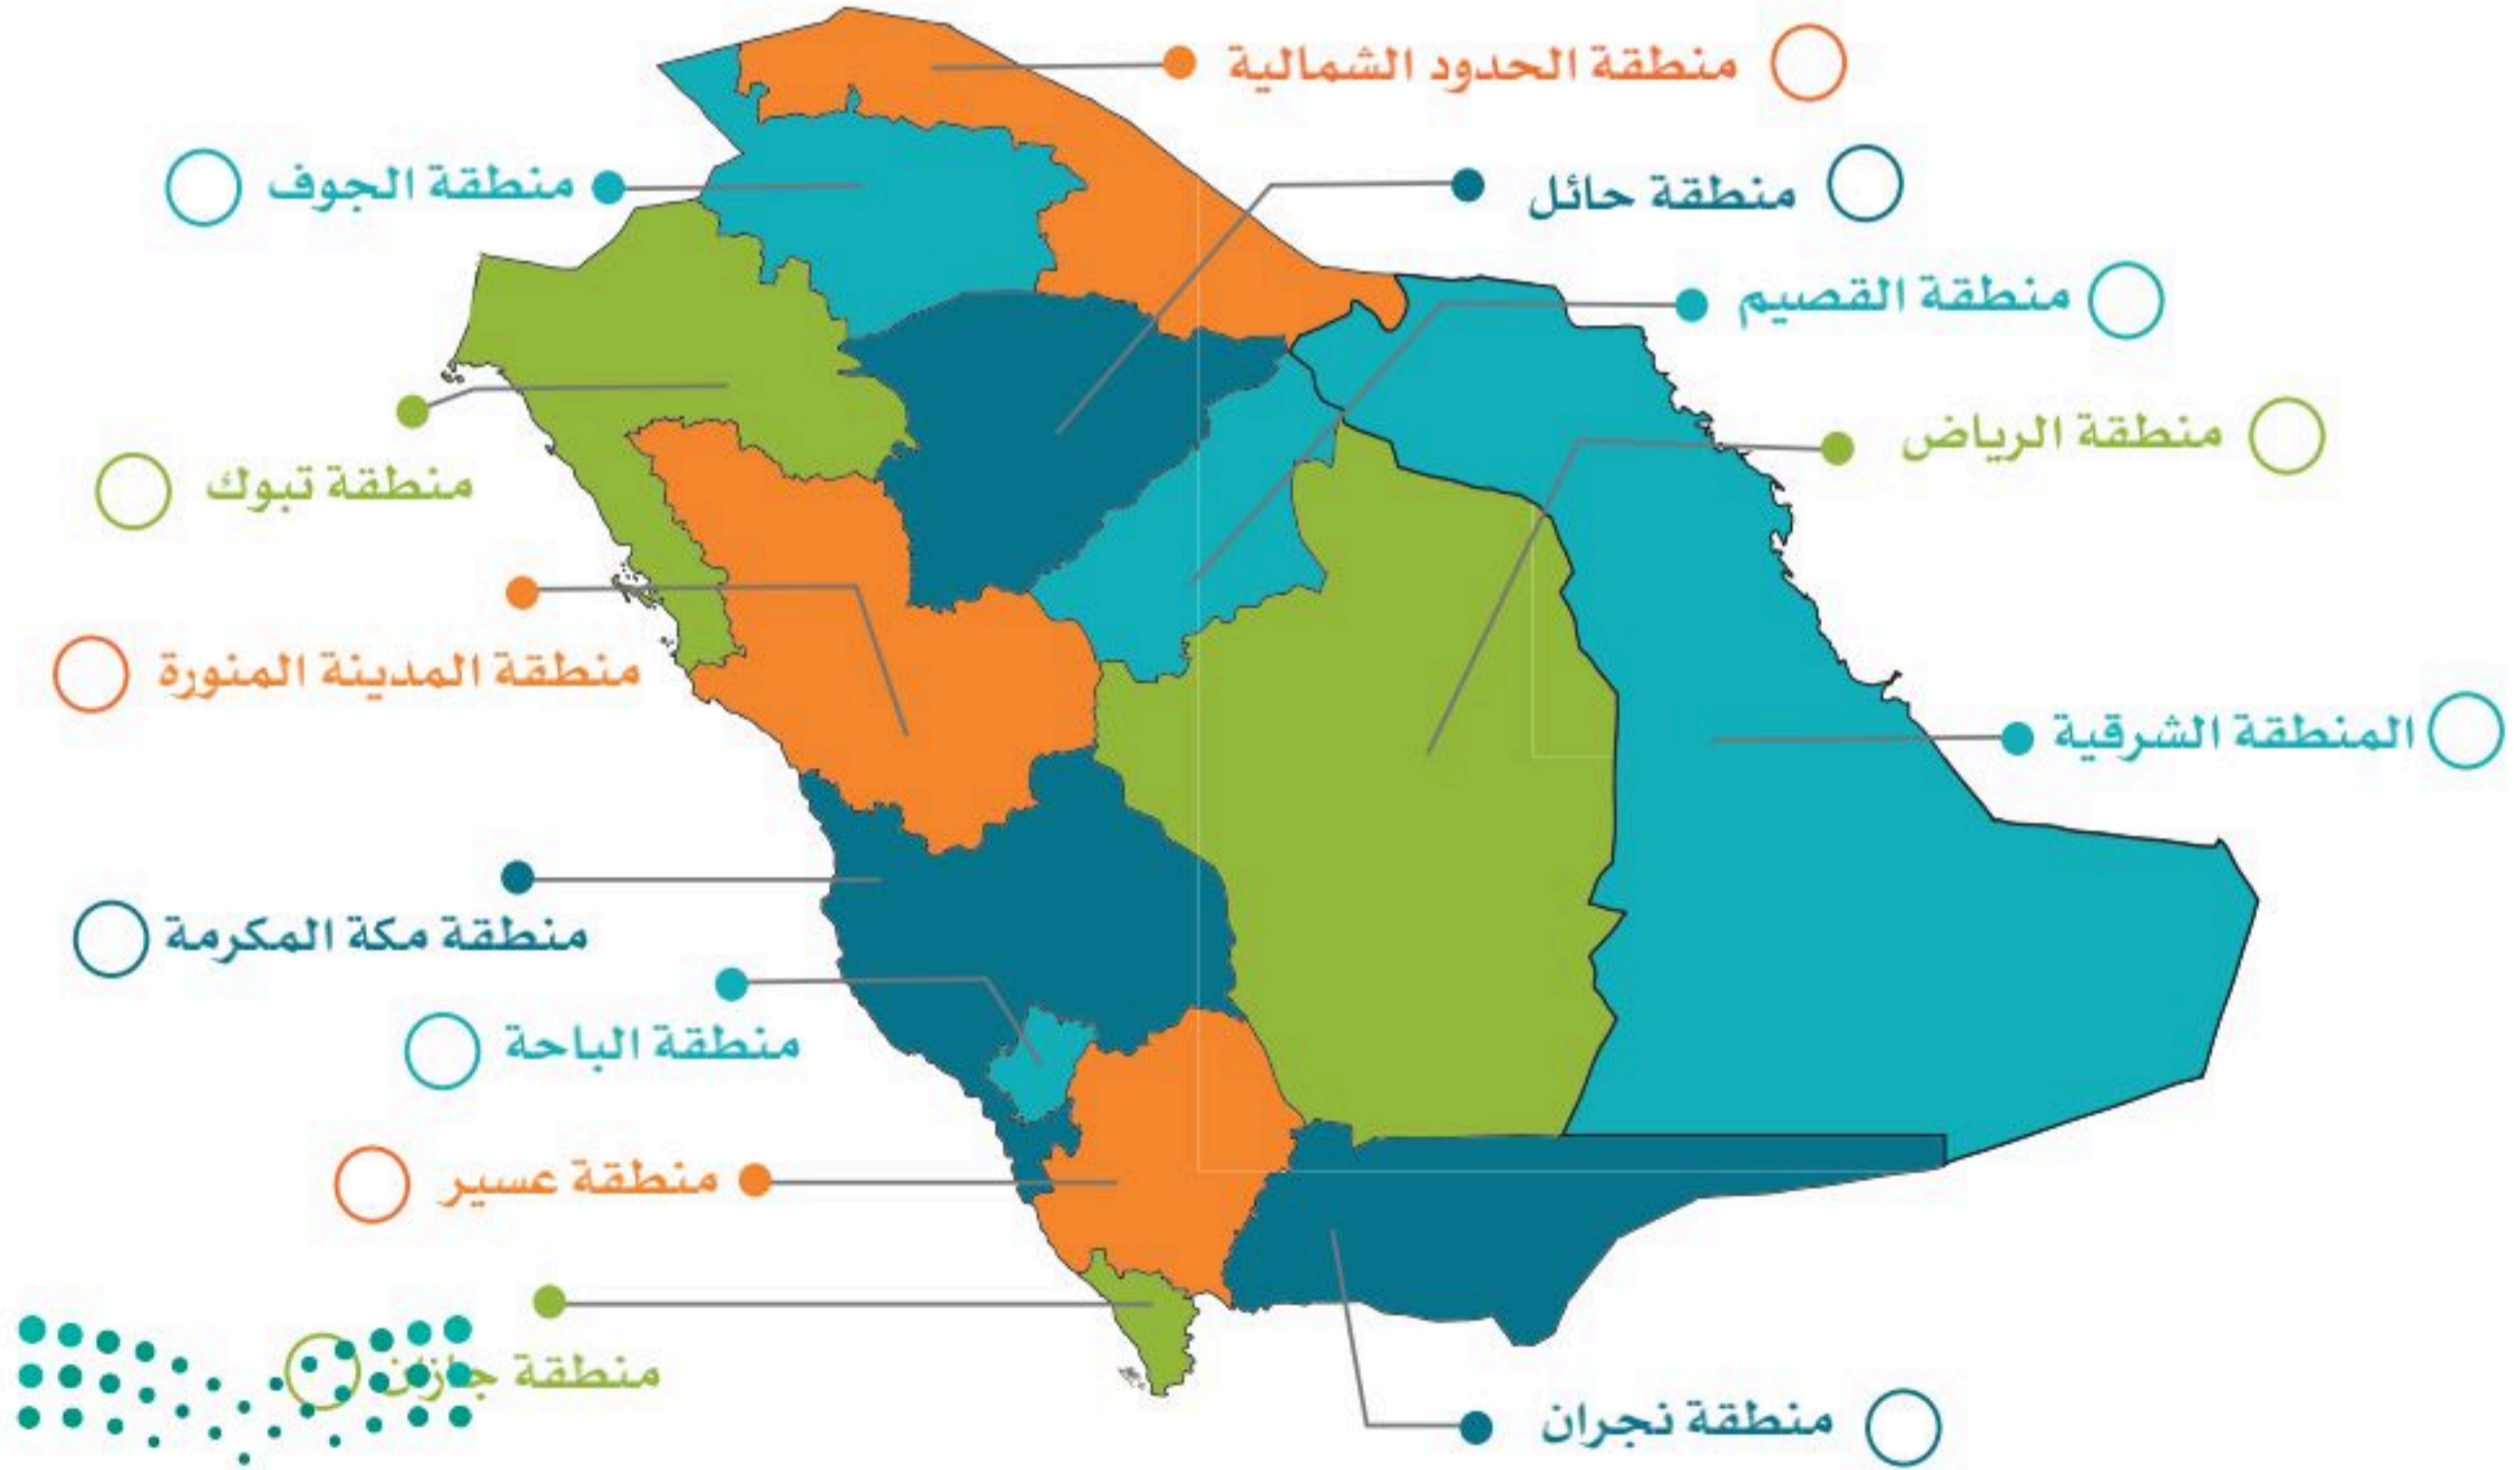 منطقة الحدود الشمالية
منطقة الجوف
منطقة حائل
منطقة القصيم
منطقة الرياض
منطقة تبوك
منطقة المدينة المنورة
المنطقة الشرقية
منطقة مكة المكرمة
منطقة الباحة
منطقة عسير
منطقة جازان
منطقة نجران